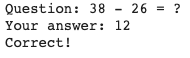 Question: 38 - 26 = ?
Your answer: 12
Correct!